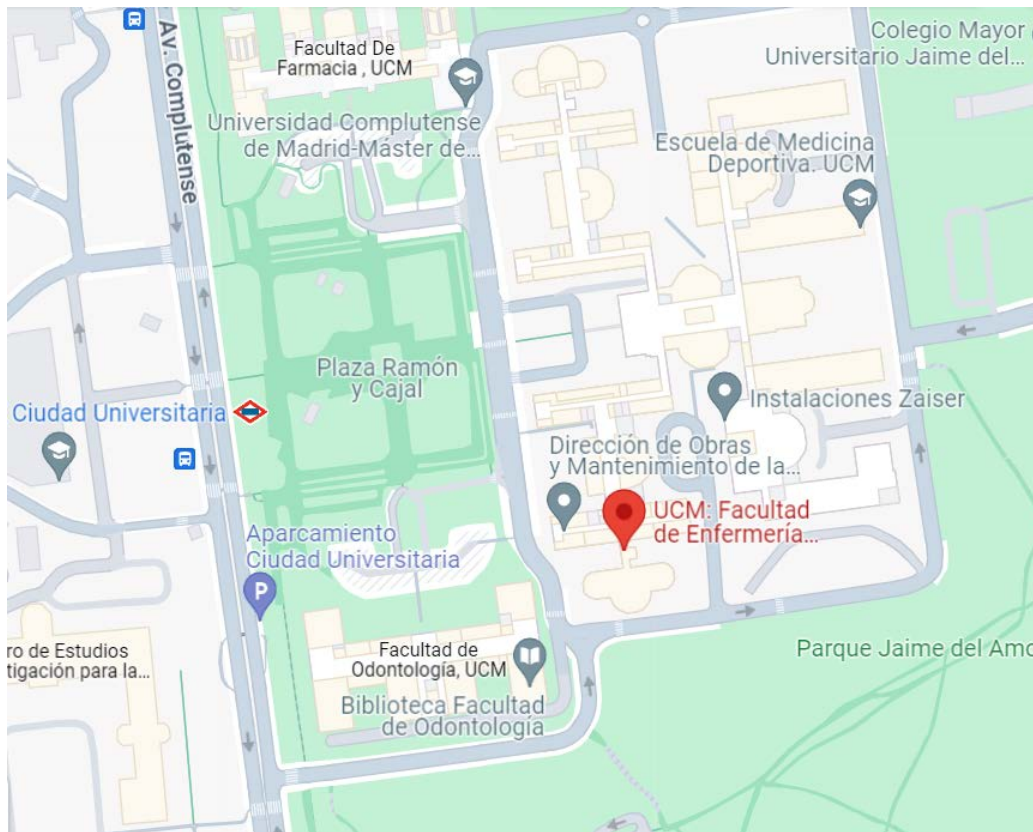 Av. Complutense
Facultad De
Farmacia , UCM
Universidad Complutense
de Madrid-Máster de...
Colegio Mayor
Universitario Jaime del...
Escuela de Medicina
Deportiva. UCM
Plaza Ramón
y Cajal
Ciudad Universitaria
Instalaciones Zaiser
Dirección de Obras
y Mantenimiento de la...
UCM: Facultad
de Enfermería...
Aparcamiento
Ciudad Universitaria
P
ro de Estudios
tigación para la...
Facultad de
Odontología, UCM
Biblioteca Facultad
de Odontología
Parque Jaime del Amo